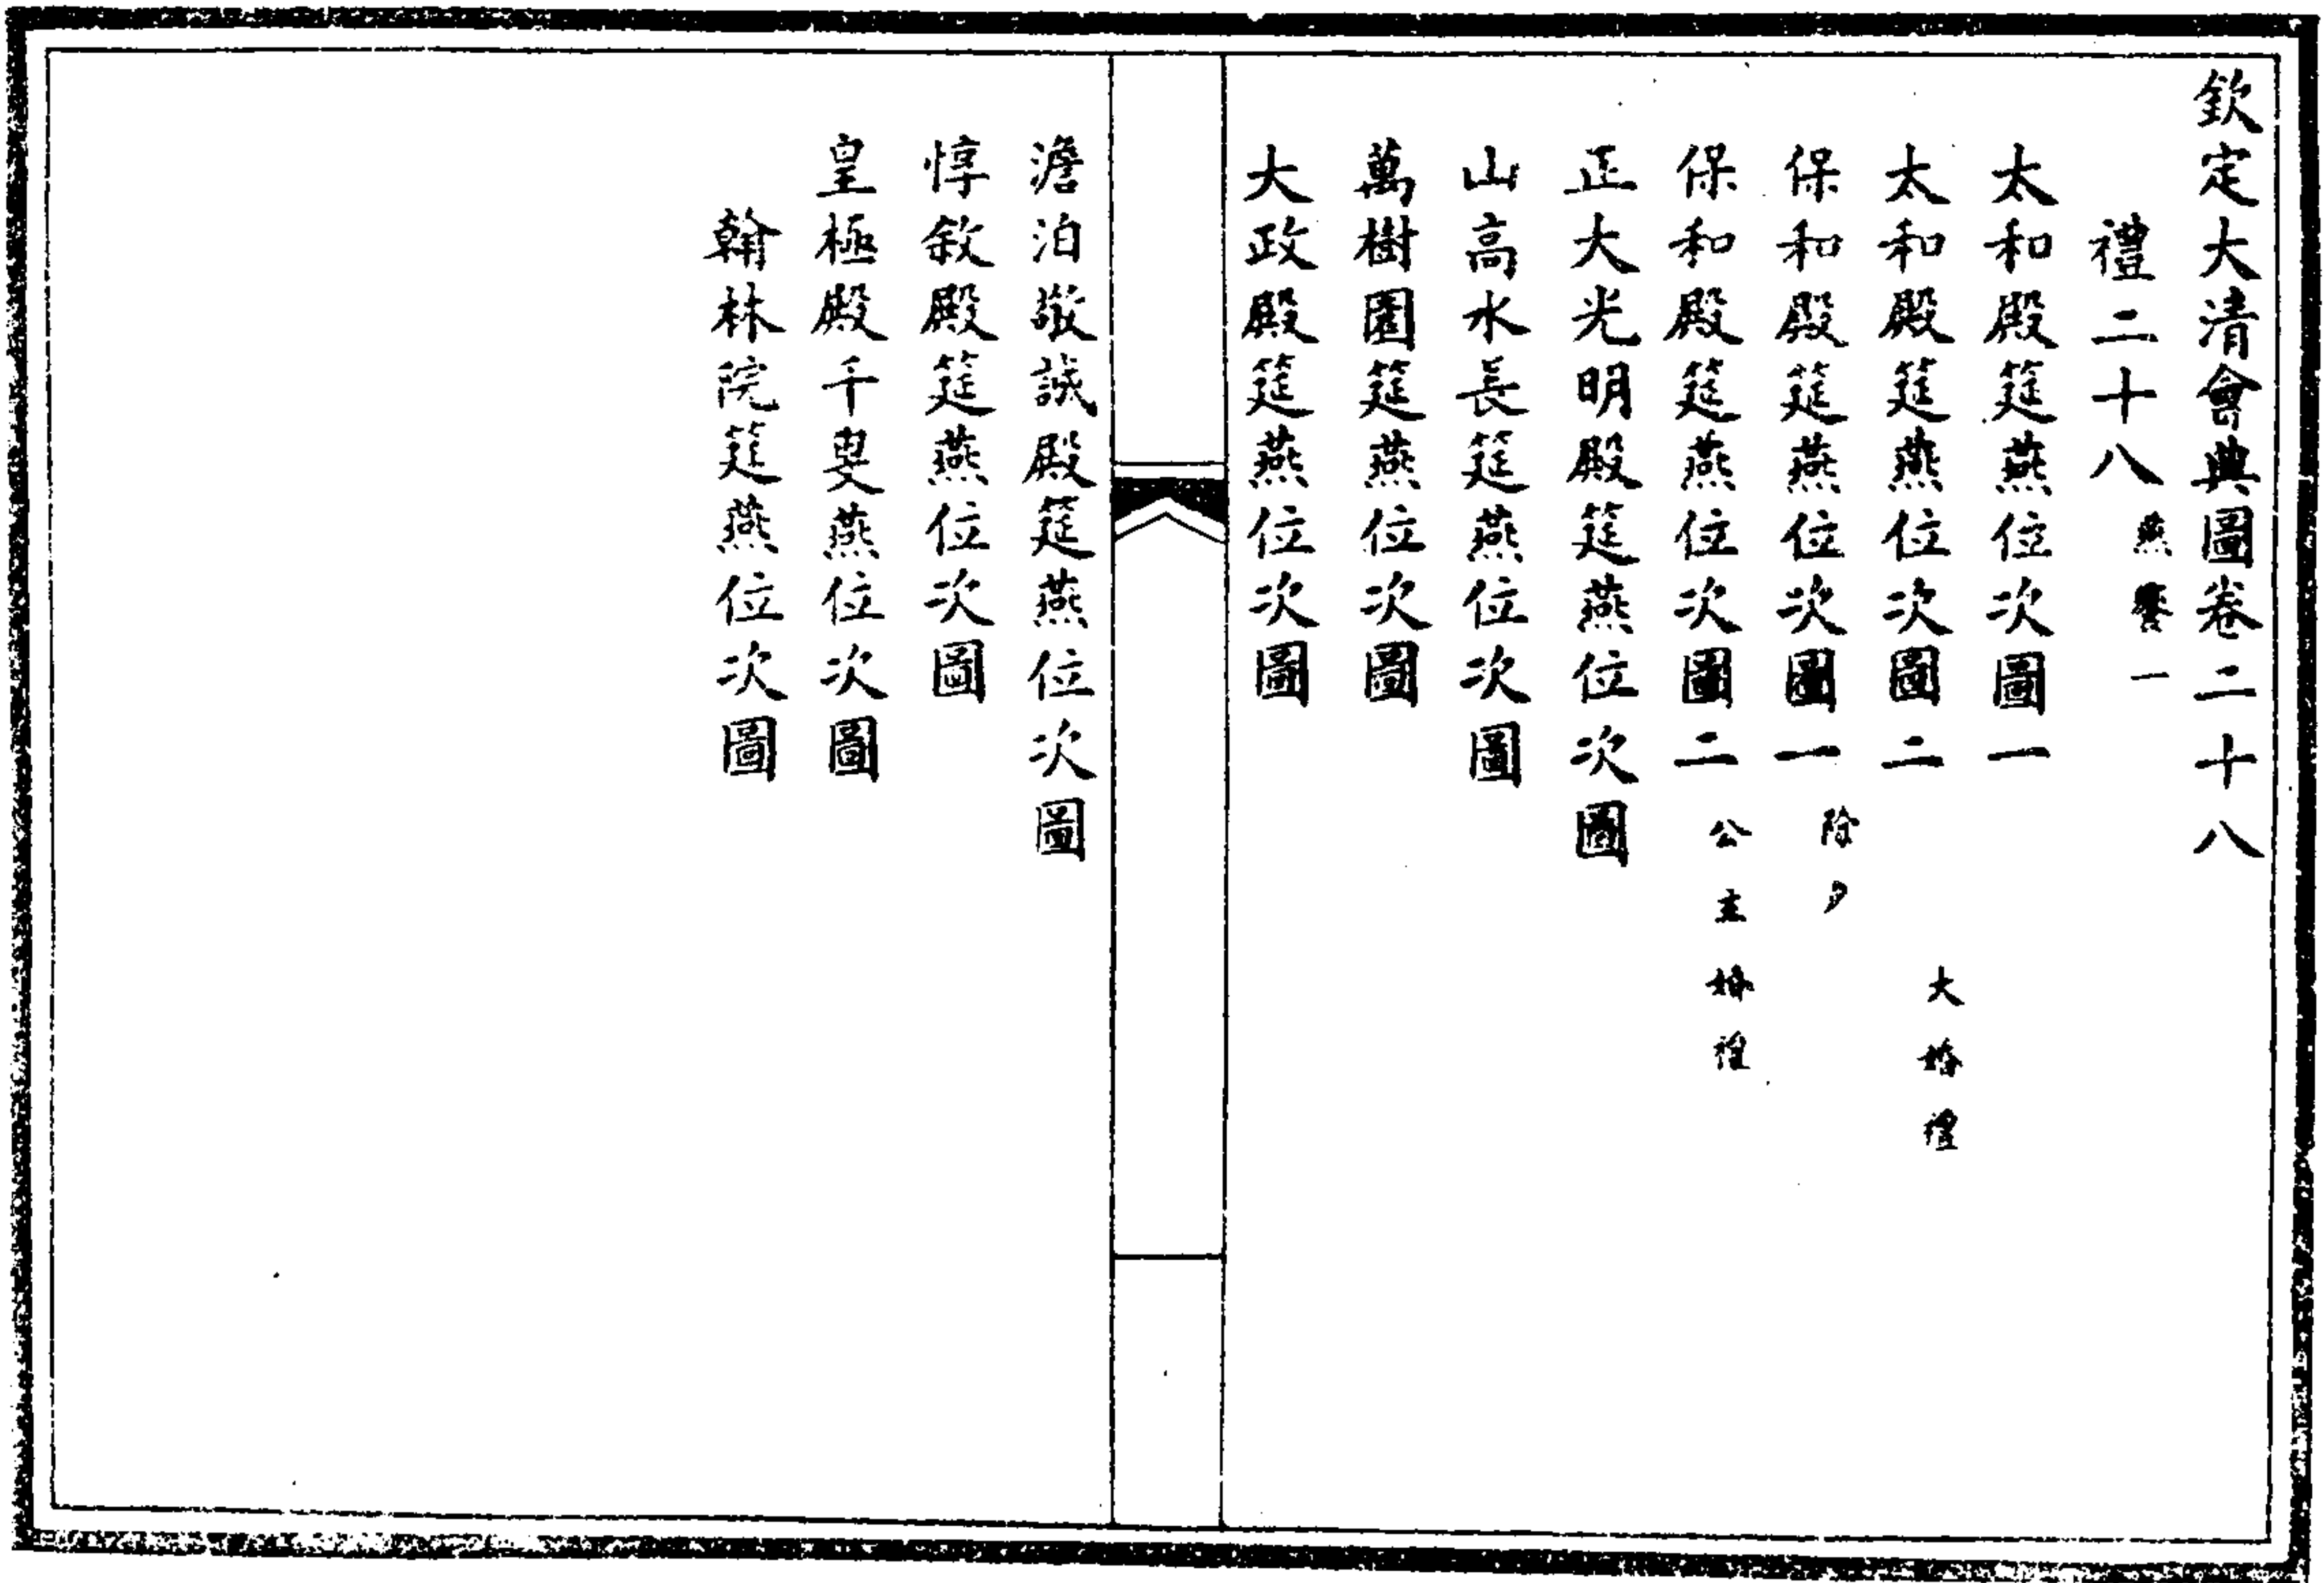 欽定大清會典圖卷二十八
禮二十八燕饗一
太和殿筵燕位次圖一
太和殿筵燕位次圖二大婚禮
保和殿筵燕位次圖一除夕
保和殿筵燕位次圖二公主婚禮
正大光明殿筵燕位次圖
山高水長筵燕位次圖
萬樹園筵燕位次圖
大政殿筵燕位次圖
澹泊敬誠殿筵燕位次圖
惇敘殿筵燕位次圖
皇極殿千叟燕位次圖
翰林院筵燕位次圖